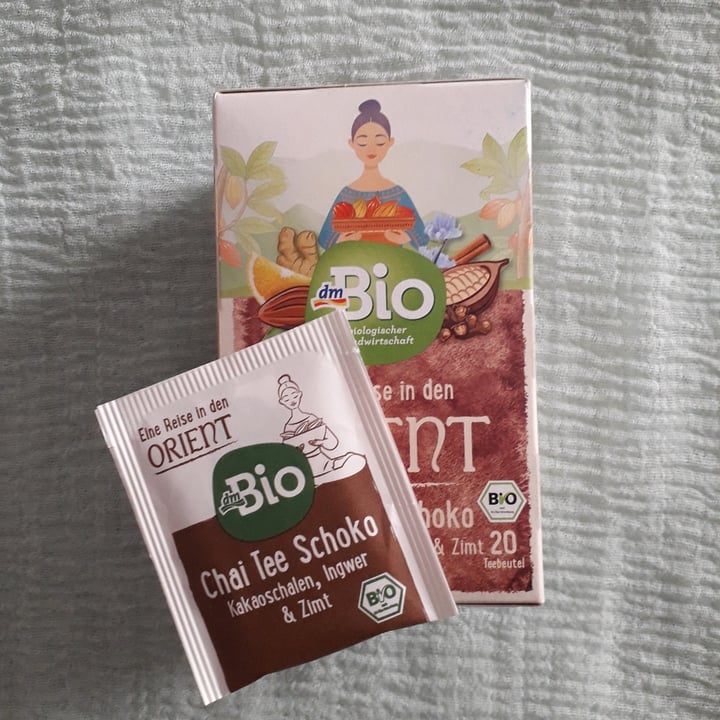 dm
Bio
biologischer
ndwirtschaft
se in den
ENT
hoko
BiO
& Zimt 20
Teebeutel
Eine Reise in den
ORIENT
dm
Bio
Chai Tee Schoko
Kakaoschalen, Ingwer
& Zimt
BiO